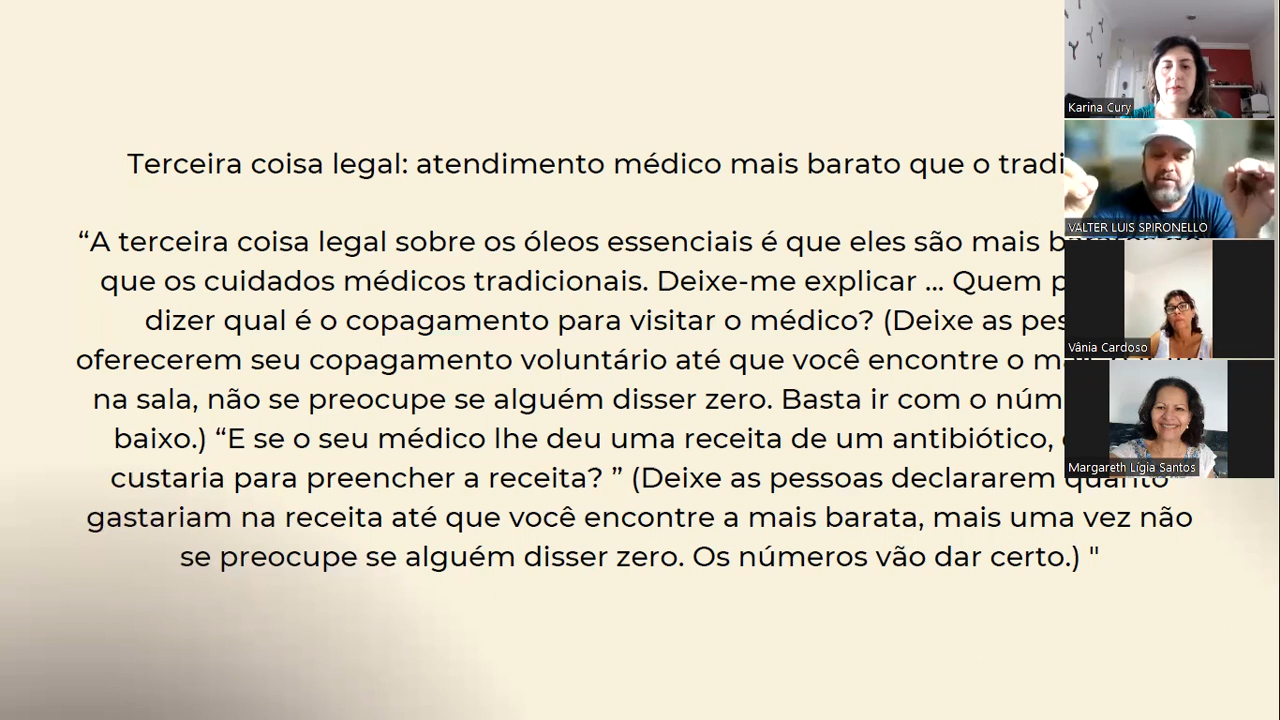 Terceira coisa legal: atendimento médico mais barato que o tradi
“A terceira coisa legal sobre os óleos essenciais é que eles são mais
que os cuidados médicos tradicionais. Deixe-me explicar ... Quem
dizer qual é o copagamento para visitar o médico? (Deixe as
oferecerem seu copagamento voluntário até que você encontre o
na sala, não se preocupe se alguém disser zero. Basta ir com o
baixo.) “E se o seu médico lhe deu uma receita de um antibiótico,
custaria para preencher a receita? ” (Deixe as pessoas declararem quanto
gastariam na receita até que você encontre a mais barata, mais uma vez não
se preocupe se alguém disser zero. Os números vão dar certo.) "
Karina Cury
VALTER LUIS SPIRONELLO
Vânia Cardoso
Margareth Lígia Santos